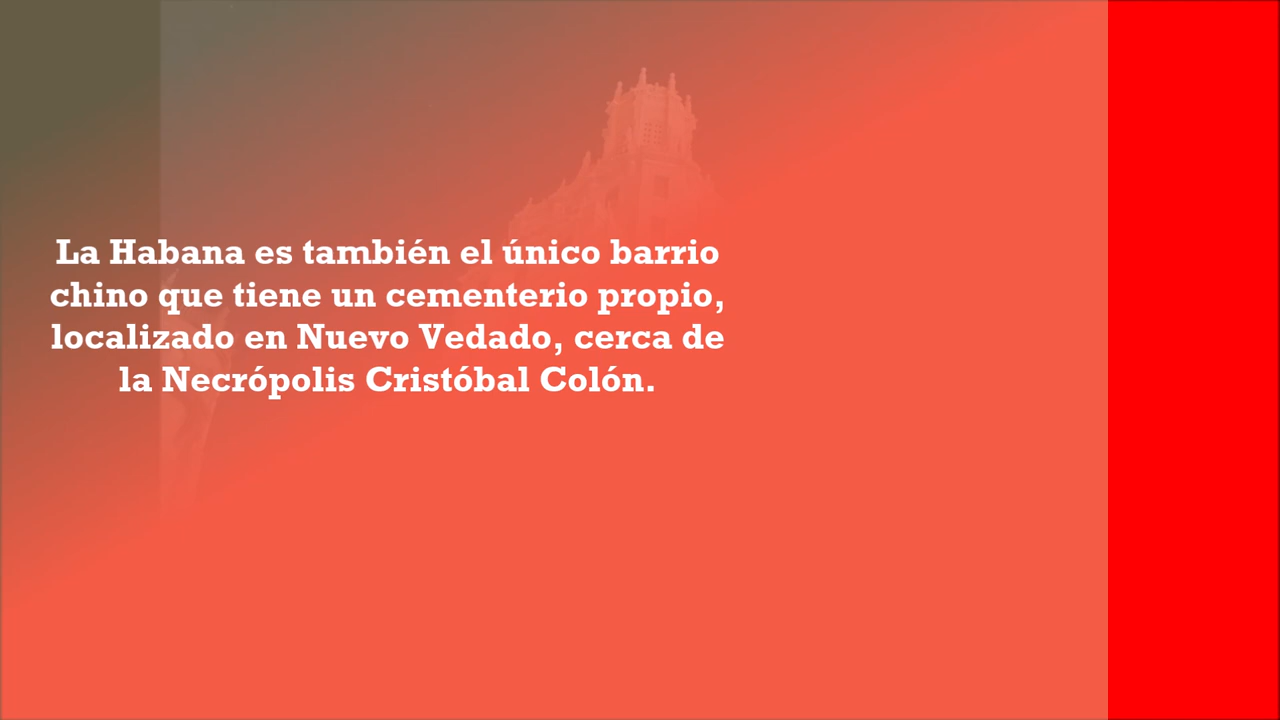 La Habana es también el único barrio
chino que tiene un cementerio propio,
localizado en Nuevo Vedado, cerca de
la Necrópolis Cristóbal Colón.